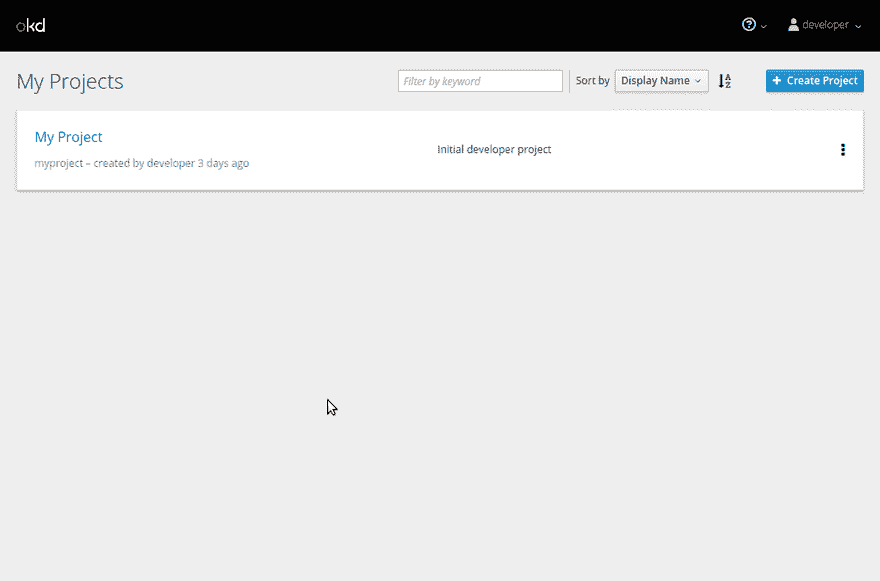 okd
developer
My Projects
Filter by keyword
Sort by
Display Name
Create Project
My Project
myproject – created by developer 3 days ago
Initial developer project